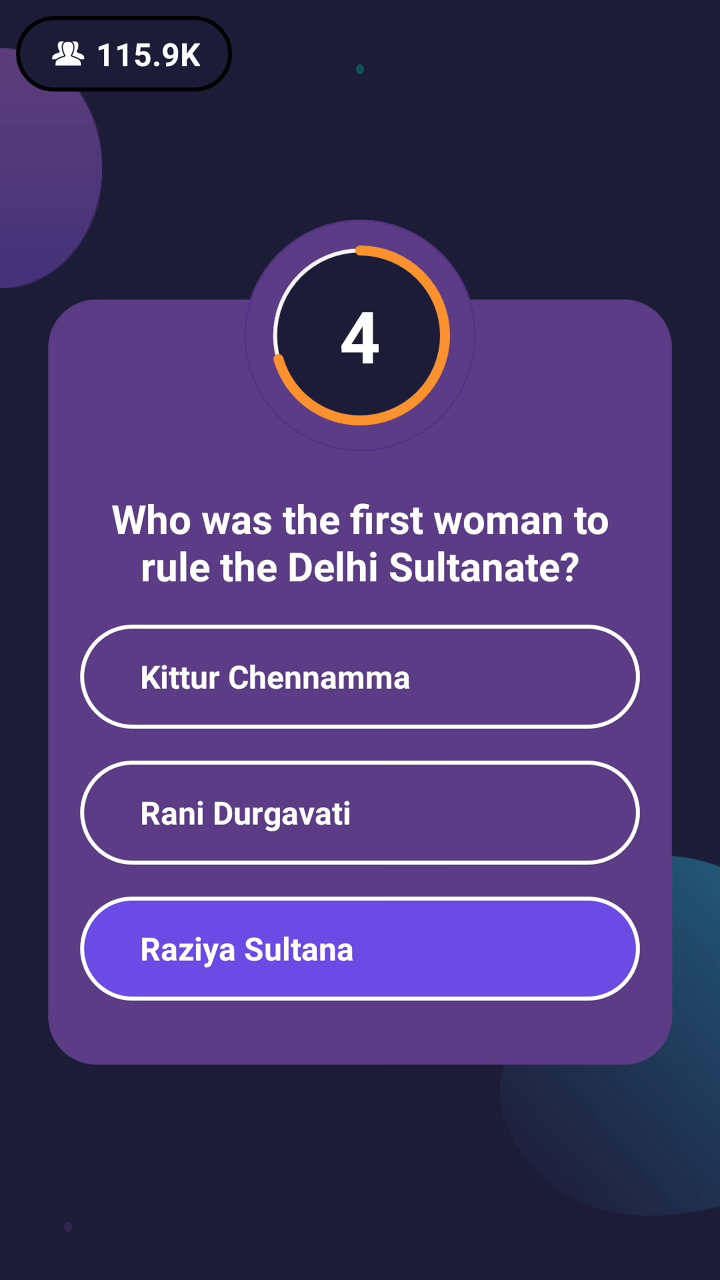 115.9K
4
Who was the first woman to
rule the Delhi Sultanate?
Kittur Chennamma
Rani Durgavati
Raziya Sultana